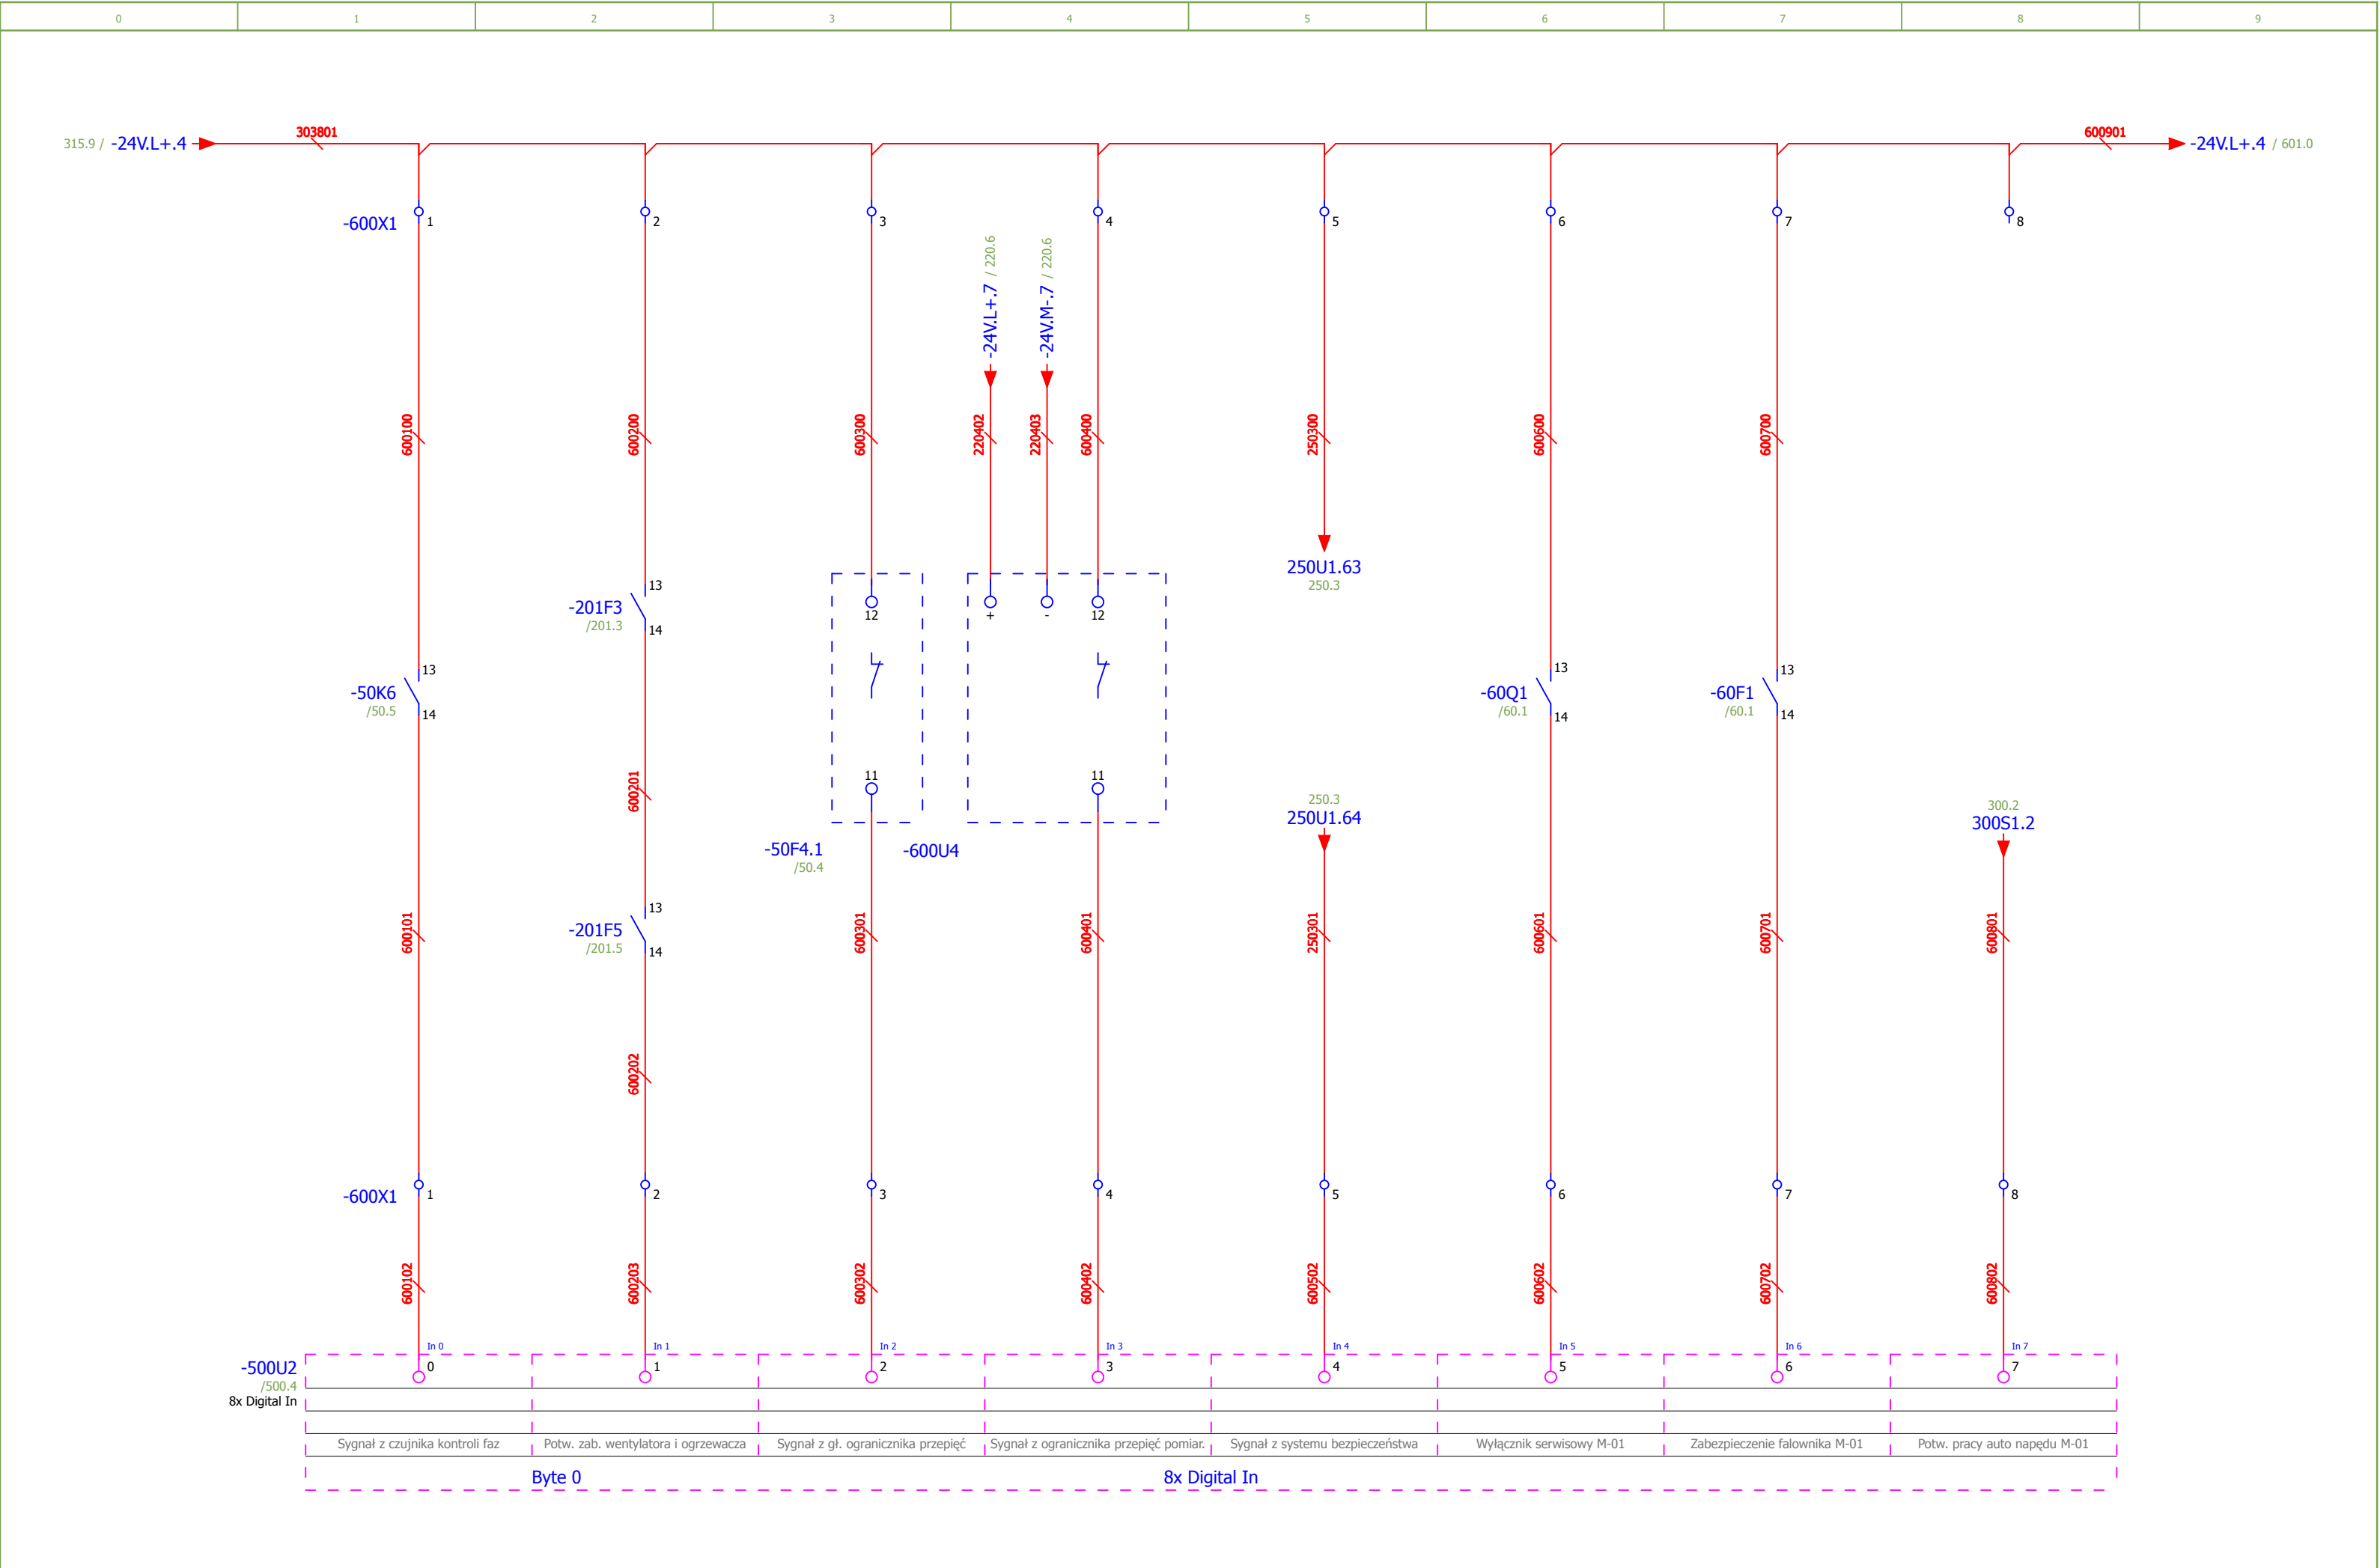 0 1 2 3 4 5 6 7 8 9
315.9 / -24V.L+.4
303801
600901
-24V.L+.4 / 601.0
-600X1 1 2 3 4 5 6 7 8
-24V.L+.7 / 220.6
-24V.M-.7 / 220.6
600100 600200 600300 220402 220403 600400 250300 600600 600700
250U1.63
250.3
-201F3
/201.3
13
14
12
+ - 12
-50K6
/50.5
13
14
-60Q1
/60.1
13
14
-60F1
/60.1
13
14
600201
11
11
-50F4.1
/50.4
-600U4
250.3
250U1.64
300.2
300S1.2
-201F5
/201.5
13
14
600101 600301 600401 250301 600601 600701 600801
600202
-600X1 1 2 3 4 5 6 7 8
600102 600203 600302 600402 600502 600602 600702 600802
In 0 In 1 In 2 In 3 In 4 In 5 In 6 In 7
-500U2 0 1 2 3 4 5 6 7
/500.4
8x Digital In
Sygnał z czujnika kontroli faz
Potw. zab. wentylatora i ogrzewacza
Sygnał z gł. ogranicznika przepięć
Sygnał z ogranicznika przepięć pomiar.
Sygnał z systemu bezpieczeństwa
Wyłącznik serwisowy M-01
Zabezpieczenie falownika M-01
Potw. pracy auto napędu M-01
Byte 0
8x Digital In